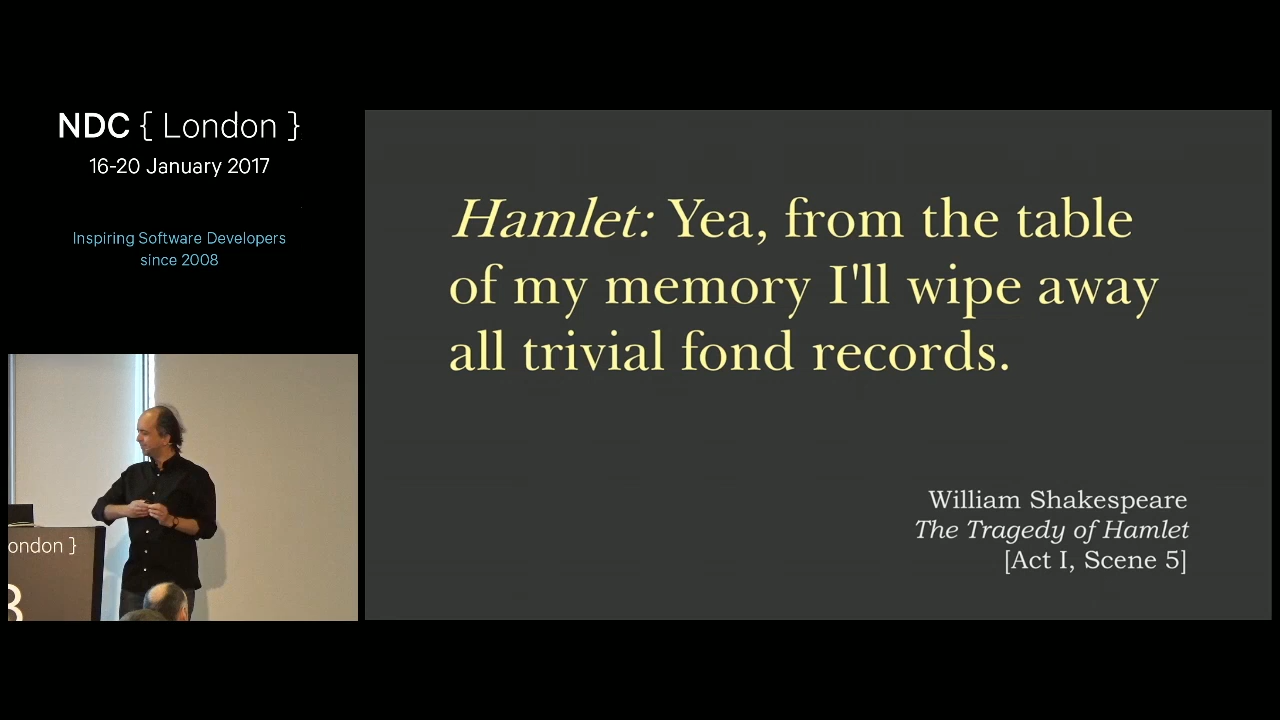 NDC { London }
16-20 January 2017
Inspiring Software Developers
since 2008
Hamlet: Yea, from the table
of my memory I'll wipe away
all trivial fond records.
William Shakespeare
The Tragedy of Hamlet
[Act I, Scene 5]
ondon }